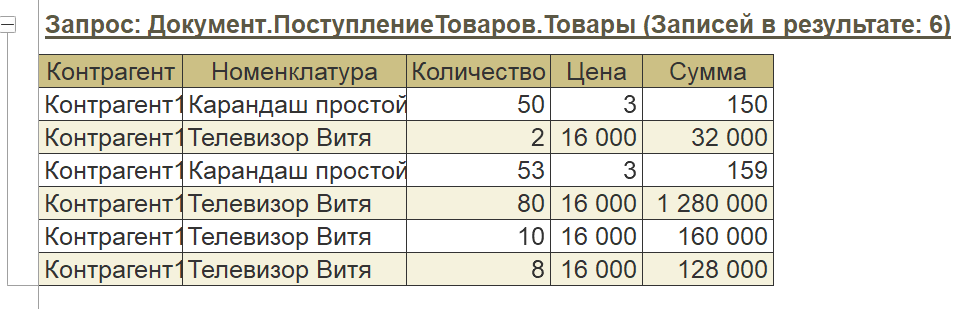 Запрос: Документ.ПоступлениеТоваров.Товары (Записей в результате: 6)
Контрагент Номенклатура Количество Цена Сумма
Контрагент1 Карандаш простой 50 3 150
Контрагент1 Телевизор Витя 2 16 000 32 000
Контрагент1 Карандаш простой 53 3 159
Контрагент1 Телевизор Витя 80 16 000 1 280 000
Контрагент1 Телевизор Витя 10 16 000 160 000
Контрагент1 Телевизор Витя 8 16 000 128 000